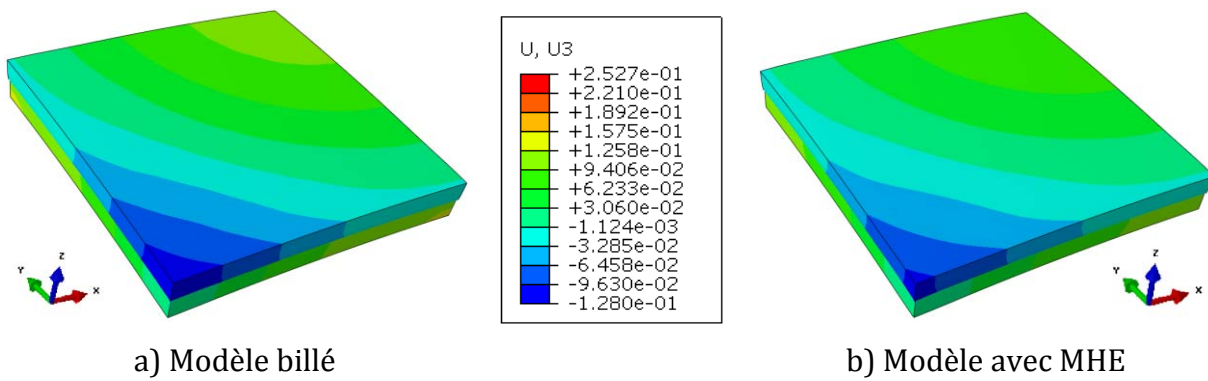 U, U3
+2.527e-01
+2.210e-01
+1.892e-01
+1.575e-01
+1.258e-01
+9.406e-02
+6.233e-02
+3.060e-02
-1.124e-03
-3.285e-02
-6.458e-02
-9.630e-02
-1.280e-01
Y
Z
X
Y
Z
X
a) Modèle billé
b) Modèle avec MHE